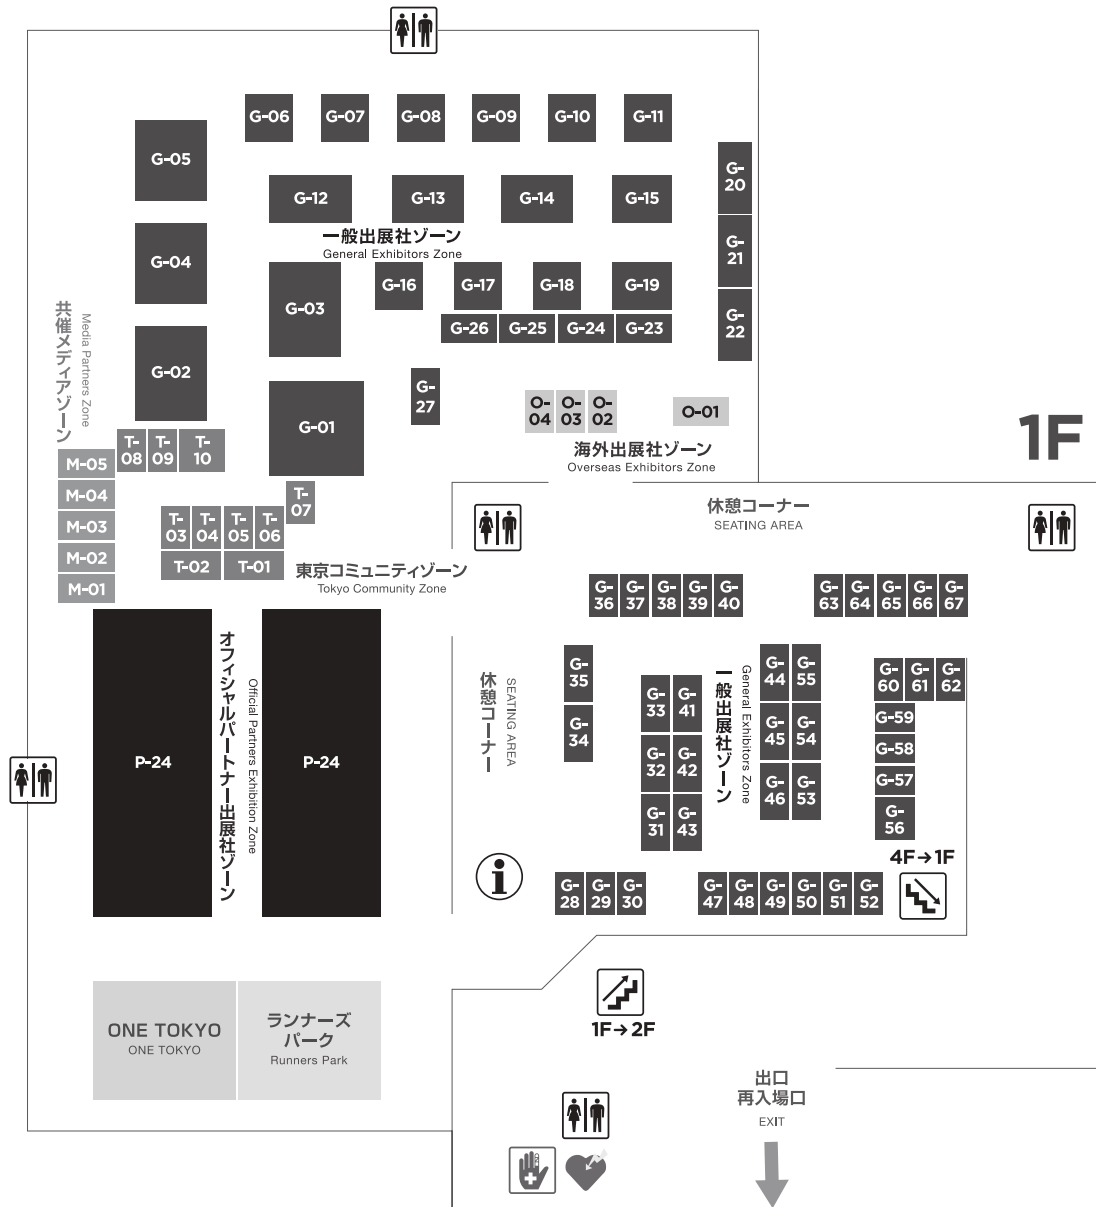 G-06
G-07
G-08
G-09
G-10
G-11
G-05
G-20
G-12
G-13
G-14
G-15
一般出展社ゾーン
General Exhibitors Zone
G-04
G-21
G-03
G-16
G-17
G-18
G-19
G-26
G-25
G-24
G-23
G-22
共催メディアゾーン
Media Partners Zone
G-02
G-27
O-04
O-03
O-02
O-01
G-01
海外出展社ゾーン
Overseas Exhibitors Zone
1F
T-08
T-09
T-10
M-05
M-04
M-03
M-02
M-01
T-07
T-03
T-04
T-05
T-06
T-02
T-01
東京コミュニティゾーン
Tokyo Community Zone
休憩コーナー
SEATING AREA
G-36
G-37
G-38
G-39
G-40
G-63
G-64
G-65
G-66
G-67
P-24
オフィシャルパートナー出展社ゾーン
Official Partners Exhibition Zone
P-24
休憩コーナー
SEATING AREA
G-35
G-34
G-33
G-41
G-32
G-42
G-31
G-43
一般出展社ゾーン
General Exhibitors Zone
G-44
G-55
G-45
G-54
G-46
G-53
G-60
G-61
G-62
G-59
G-58
G-57
G-56
4F→1F
G-28
G-29
G-30
G-47
G-48
G-49
G-50
G-51
G-52
1F→2F
ONE TOKYO
ONE TOKYO
ランナーズ
パーク
Runners Park
出口
再入場口
EXIT